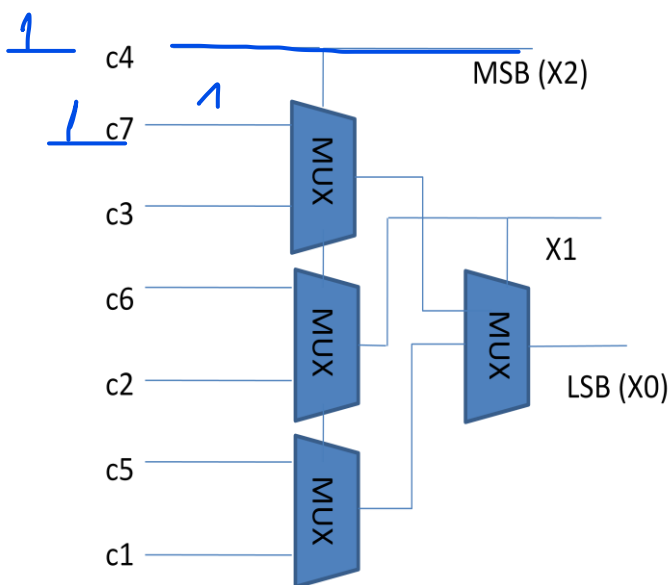 1
c4
MSB (X2)
1
c7
1
MUX
c3
X1
c6
MUX
MUX
c2
LSB (X0)
c5
MUX
c1